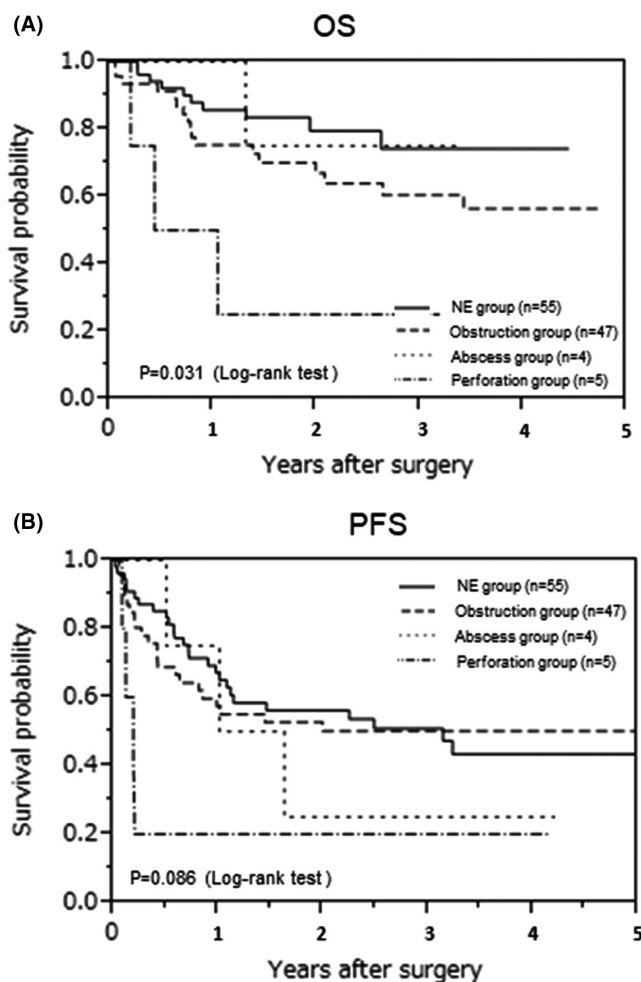 (A)
OS
1.0
0.8
0.6
0.4
0.2
0.0
Survival probability
NE group (n=55)
Obstruction group (n=47)
Abscess group (n=4)
Perforation group (n=5)
P=0.031 (Log-rank test )
0 1 2 3 4 5
Years after surgery
(B)
PFS
1.0
0.8
0.6
0.4
0.2
0.0
Survival probability
NE group (n=55)
Obstruction group (n=47)
Abscess group (n=4)
Perforation group (n=5)
P=0.086 (Log-rank test )
0 1 2 3 4 5
Years after surgery